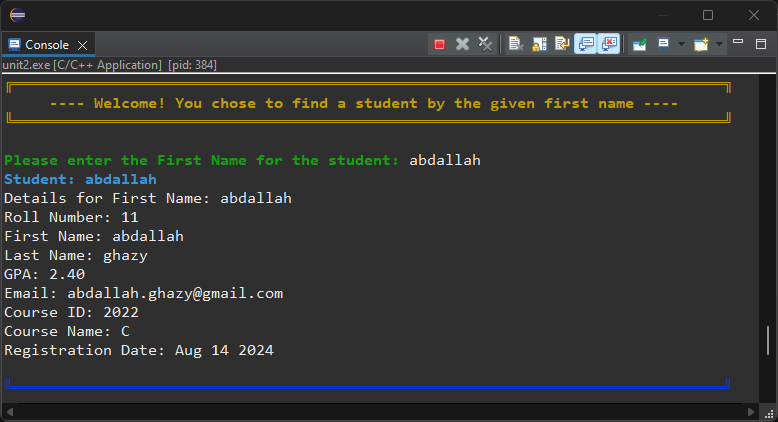 Console
unit2.exe [C/C++ Application] [pid: 384]
---- Welcome! You chose to find a student by the given first name ----
Please enter the First Name for the student: abdallah
Student: abdallah
Details for First Name: abdallah
Roll Number: 11
First Name: abdallah
Last Name: ghazy
GPA: 2.40
Email: abdallah.ghazy@gmail.com
Course ID: 2022
Course Name: C
Registration Date: Aug 14 2024